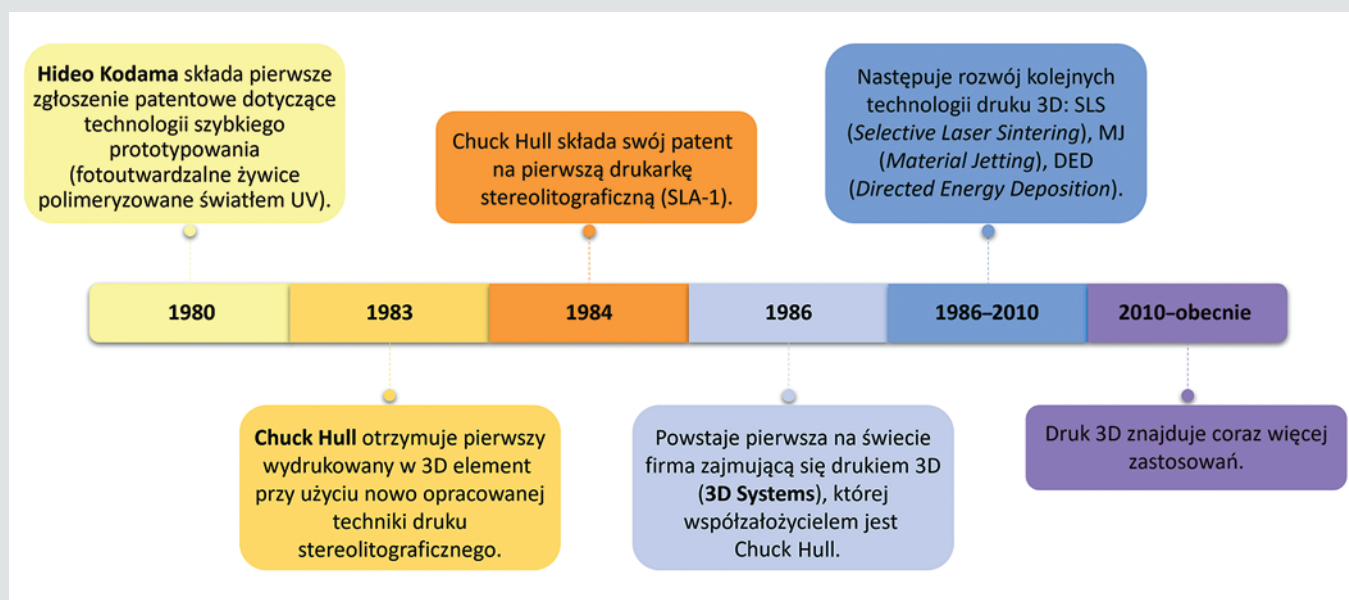 Hideo Kodama składa pierwsze
zgłoszenie patentowe dotyczące
technologii szybkiego
prototypowania
(fotoutwardzalne żywice
polimeryzowane światłem UV).
Chuck Hull składa swój patent
na pierwszą drukarkę
stereolitograficzną (SLA-1).
Następuje rozwój kolejnych
technologii druku 3D: SLS
(Selective Laser Sintering), MJ
(Material Jetting), DED
(Directed Energy Deposition).
1980
1983
1984
1986
1986–2010
2010–obecnie
Chuck Hull otrzymuje pierwszy
wydrukowany w 3D element
przy użyciu nowo opracowanej
techniki druku
stereolitograficznego.
Powstaje pierwsza na świecie
firma zajmującą się drukiem 3D
(3D Systems), której
współzałożycielem jest
Chuck Hull.
Druk 3D znajduje coraz więcej
zastosowań.